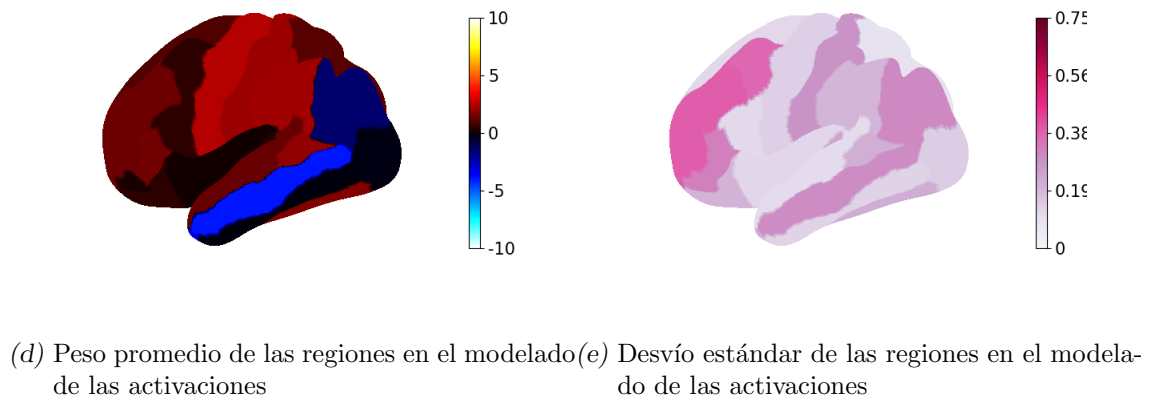 10
5
0
-5
-10
0.75
0.56
0.38
0.19
0
(d) Peso promedio de las regiones en el modelado
de las activaciones
(e) Desvío estándar de las regiones en el modela-
do de las activaciones